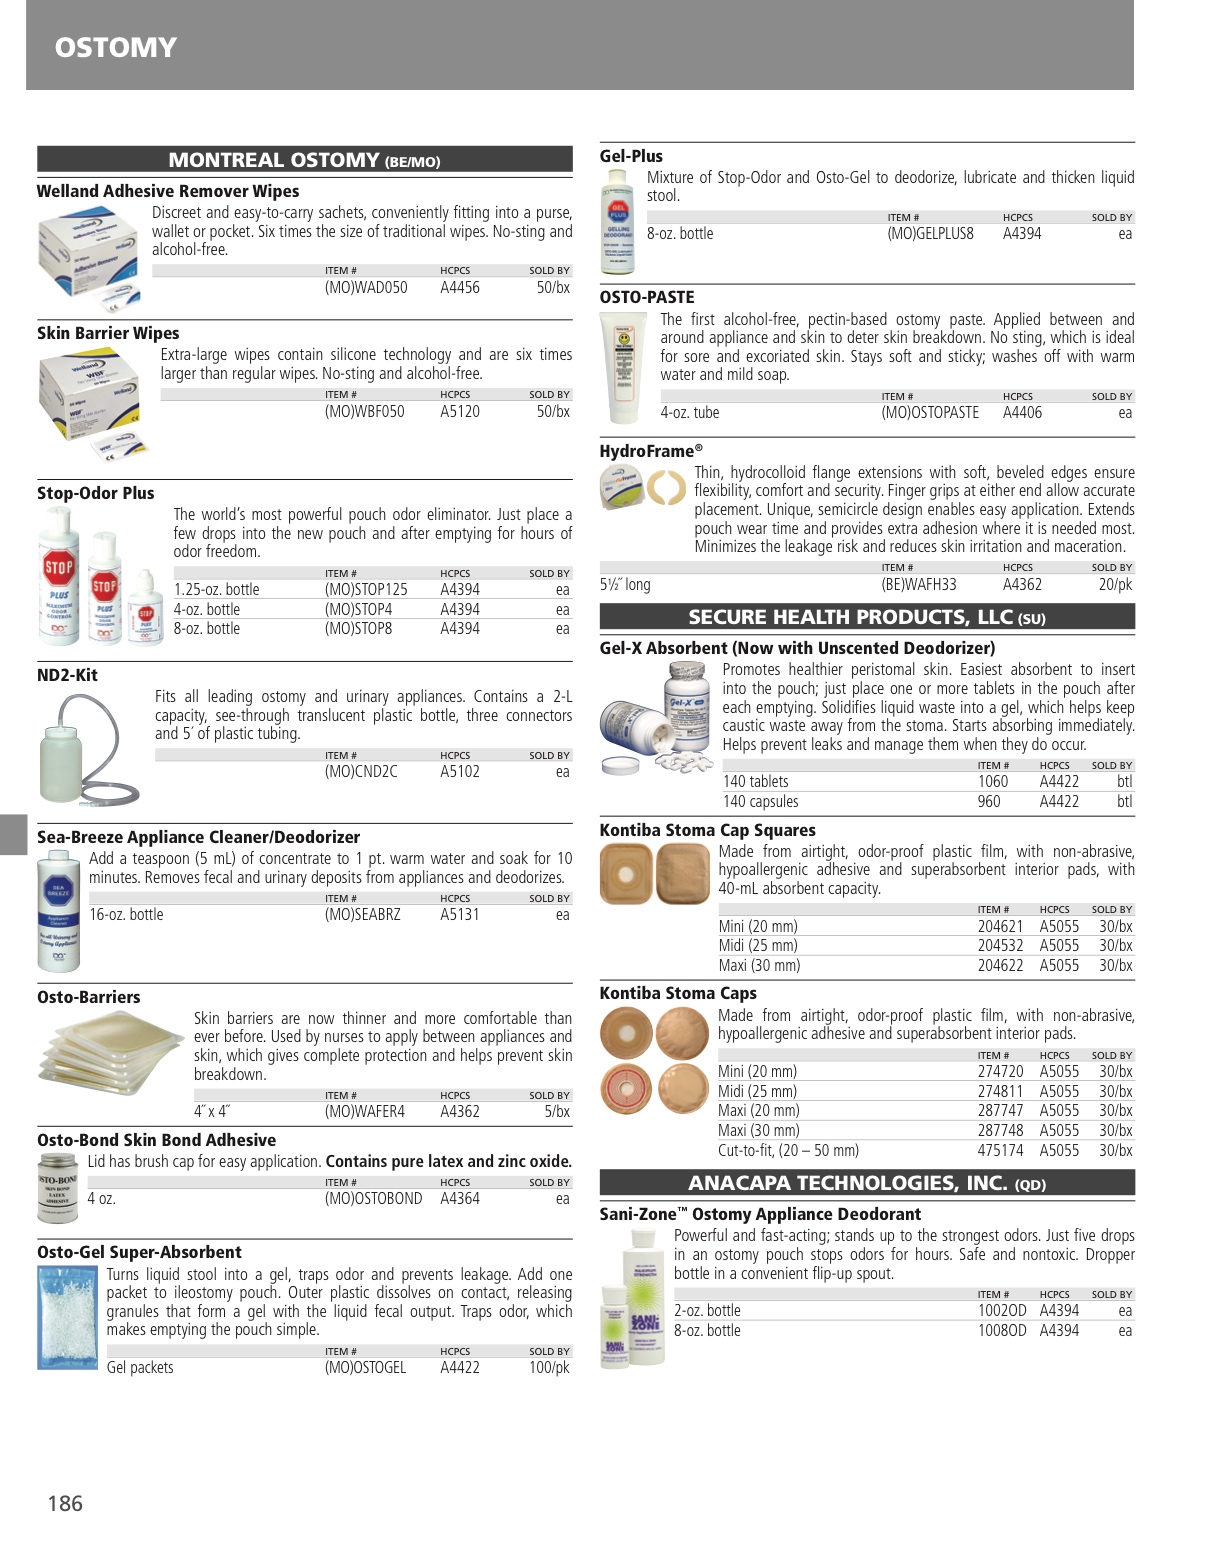 OSTOMY
MONTREAL OSTOMY (BE/MO)
Welland Adhesive Remover Wipes
Discreet and easy-to-carry sachets, conveniently fitting into a purse,
wallet or pocket. Six times the size of traditional wipes. No-sting and
alcohol-free.
ITEM # HCPCS SOLD BY
(MO)WAD050 A4456 50/bx
Skin Barrier Wipes
Extra-large wipes contain silicone technology and are six times
larger than regular wipes. No-sting and alcohol-free.
ITEM # HCPCS SOLD BY
(MO)WBF050 A5120 50/bx
Stop-Odor Plus
STOP
PLUS
MAXIMUM
ODOR
CONTROL
STOP
PLUS
STOP
PLUS
The world’s most powerful pouch odor eliminator. Just place a
few drops into the new pouch and after emptying for hours of
odor freedom.
ITEM # HCPCS SOLD BY
1.25-oz. bottle (MO)STOP125 A4394 ea
4-oz. bottle (MO)STOP4 A4394 ea
8-oz. bottle (MO)STOP8 A4394 ea
ND2-Kit
Fits all leading ostomy and urinary appliances. Contains a 2-L
capacity, see-through translucent plastic bottle, three connectors
and 5´ of plastic tubing.
ITEM # HCPCS SOLD BY
(MO)CND2C A5102 ea
Sea-Breeze Appliance Cleaner/Deodorizer
SEA
BREEZE
Appliance
Cleaner
Add a teaspoon (5 mL) of concentrate to 1 pt. warm water and soak for 10
minutes. Removes fecal and urinary deposits from appliances and deodorizes.
ITEM # HCPCS SOLD BY
16-oz. bottle (MO)SEABRZ A5131 ea
Osto-Barriers
Skin barriers are now thinner and more comfortable than
ever before. Used by nurses to apply between appliances and
skin, which gives complete protection and helps prevent skin
breakdown.
ITEM # HCPCS SOLD BY
4˝ x 4˝ (MO)WAFER4 A4362 5/bx
Osto-Bond Skin Bond Adhesive
Lid has brush cap for easy application. Contains pure latex and zinc oxide.
ITEM # HCPCS SOLD BY
4 oz. (MO)OSTOBOND A4364 ea
Osto-Gel Super-Absorbent
Turns liquid stool into a gel, traps odor and prevents leakage. Add one
packet to ileostomy pouch. Outer plastic dissolves on contact, releasing
granules that form a gel with the liquid fecal output. Traps odor, which
makes emptying the pouch simple.
ITEM # HCPCS SOLD BY
Gel packets (MO)OSTOGEL A4422 100/pk
Gel-Plus
GEL
PLUS
GELLING
DEODORANT
Mixture of Stop-Odor and Osto-Gel to deodorize, lubricate and thicken liquid
stool.
ITEM # HCPCS SOLD BY
8-oz. bottle (MO)GELPLUS8 A4394 ea
OSTO-PASTE
The first alcohol-free, pectin-based ostomy paste. Applied between and
around appliance and skin to deter skin breakdown. No sting, which is ideal
for sore and excoriated skin. Stays soft and sticky; washes off with warm
water and mild soap.
ITEM # HCPCS SOLD BY
4-oz. tube (MO)OSTOPASTE A4406 ea
HydroFrame®
Thin, hydrocolloid flange extensions with soft, beveled edges ensure
flexibility, comfort and security. Finger grips at either end allow accurate
placement. Unique, semicircle design enables easy application. Extends
pouch wear time and provides extra adhesion where it is needed most.
Minimizes the leakage risk and reduces skin irritation and maceration.
ITEM # HCPCS SOLD BY
5½˝ long (BE)WAFH33 A4362 20/pk
SECURE HEALTH PRODUCTS, LLC (SU)
Gel-X Absorbent (Now with Unscented Deodorizer)
Gel-X
Promotes healthier peristomal skin. Easiest absorbent to insert
into the pouch; just place one or more tablets in the pouch after
each emptying. Solidifies liquid waste into a gel, which helps keep
caustic waste away from the stoma. Starts absorbing immediately.
Helps prevent leaks and manage them when they do occur.
ITEM # HCPCS SOLD BY
140 tablets 1060 A4422 btl
140 capsules 960 A4422 btl
Kontiba Stoma Cap Squares
Made from airtight, odor-proof plastic film, with non-abrasive,
hypoallergenic adhesive and superabsorbent interior pads, with
40-mL absorbent capacity.
ITEM # HCPCS SOLD BY
Mini (20 mm) 204621 A5055 30/bx
Midi (25 mm) 204532 A5055 30/bx
Maxi (30 mm) 204622 A5055 30/bx
Kontiba Stoma Caps
Made from airtight, odor-proof plastic film, with non-abrasive,
hypoallergenic adhesive and superabsorbent interior pads.
ITEM # HCPCS SOLD BY
Mini (20 mm) 274720 A5055 30/bx
Midi (25 mm) 274811 A5055 30/bx
Maxi (20 mm) 287747 A5055 30/bx
Maxi (30 mm) 287748 A5055 30/bx
Cut-to-fit, (20 – 50 mm) 475174 A5055 30/bx
ANACAPA TECHNOLOGIES, INC. (QD)
Sani-Zone™ Ostomy Appliance Deodorant
SANI-
ZONE
SANI-
ZONE
Powerful and fast-acting; stands up to the strongest odors. Just five drops
in an ostomy pouch stops odors for hours. Safe and nontoxic. Dropper
bottle in a convenient flip-up spout.
ITEM # HCPCS SOLD BY
2-oz. bottle 1002OD A4394 ea
8-oz. bottle 1008OD A4394 ea
186